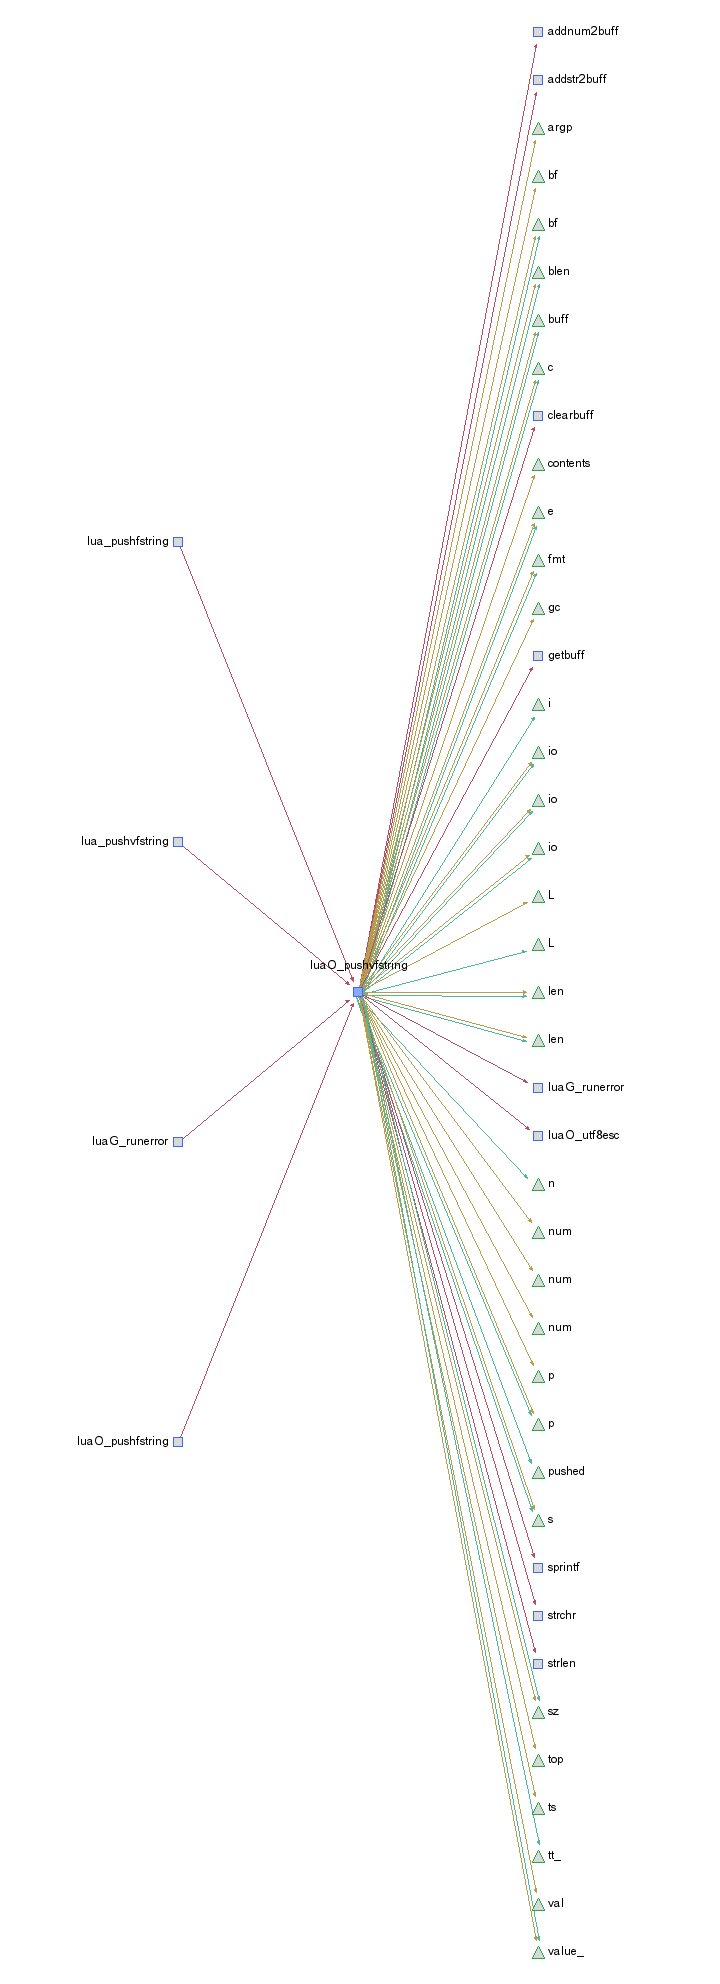 addnum2buff
addstr2buff
argp
bf
bf
blen
buff
c
clearbuff
contents
e
fmt
gc
getbuff
i
io
io
io
L
L
len
len
luaG_runerror
luaO_utf8esc
n
num
num
num
p
p
pushed
s
sprintf
strchr
strlen
sz
top
ts
tt_
val
value_
lua_pushfstring
lua_pushvfstring
luaO_pushvfstring
luaG_runerror
luaO_pushfstring